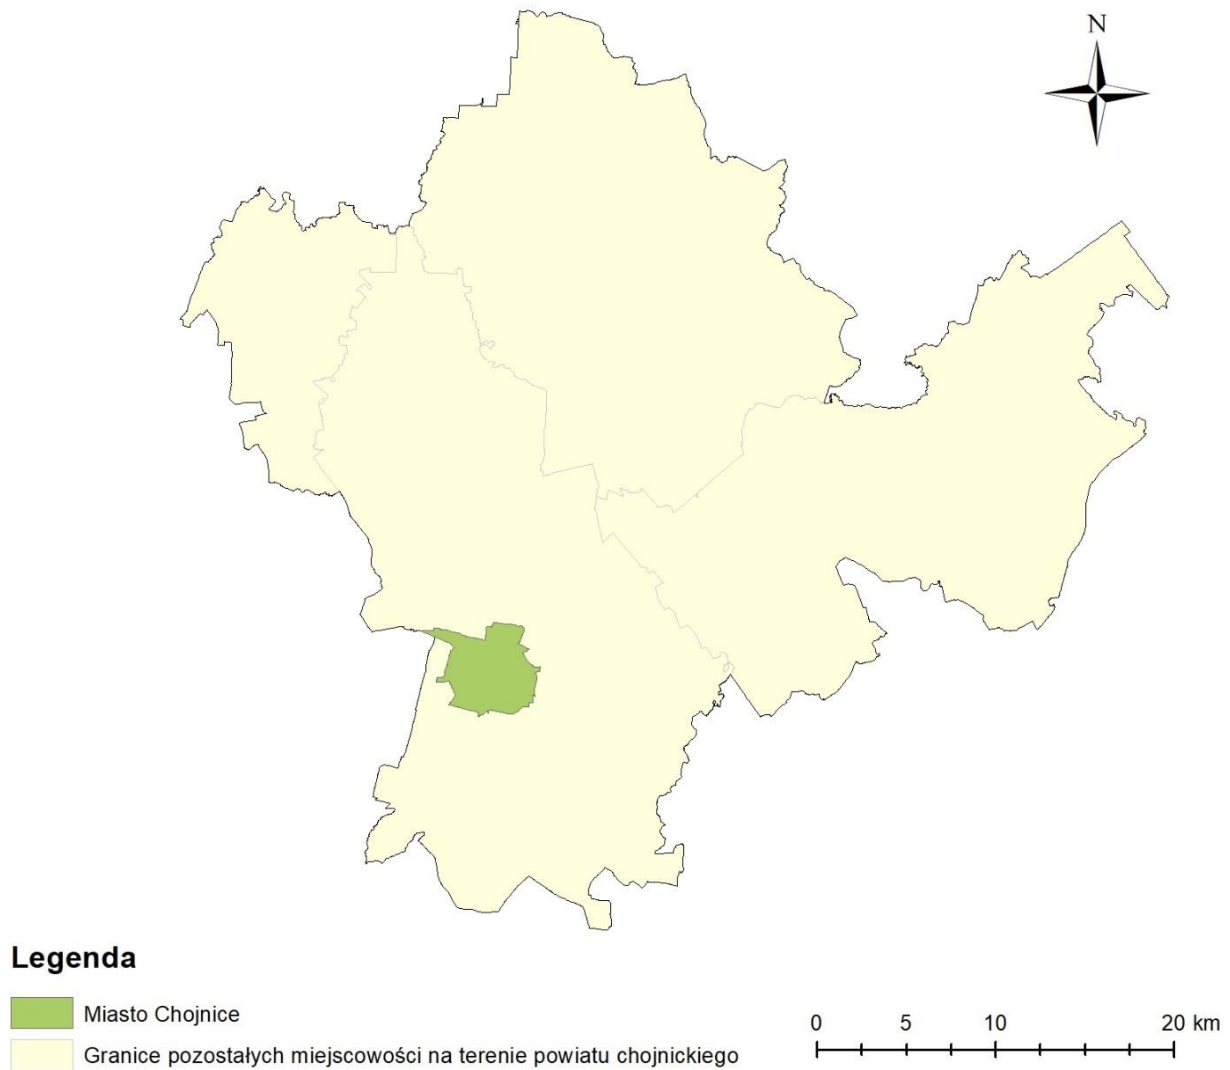 N
Legenda
Miasto Chojnice
Granice pozostałych miejscowości na terenie powiatu chojnickiego
0 5 10 20 km